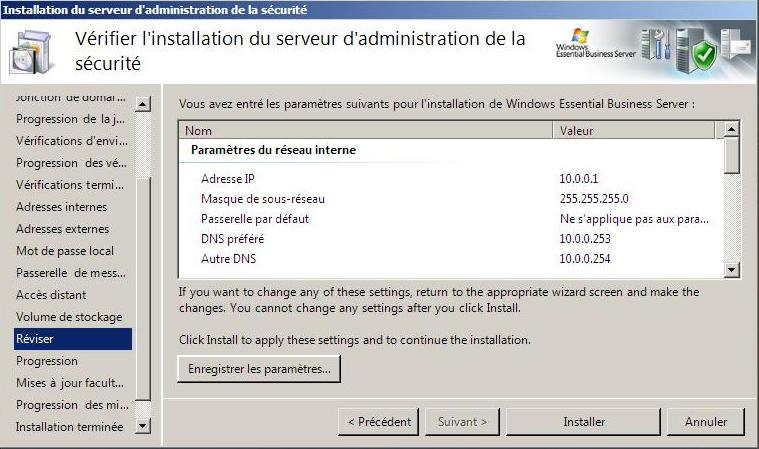 Installation du serveur d'administration de la sécurité
Vérifier l'installation du serveur d'administration de la
sécurité
Windows
Essential Business Server
Jonction de domai...
Progression de la j...
Vérifications d'envi...
Progression des vé...
Vérifications termi...
Adresses internes
Adresses externes
Mot de passe local
Passerelle de mess...
Accès distant
Volume de stockage
Réviser
Progression
Mises à jour facult...
Progression des mi...
Installation terminée
Vous avez entré les paramètres suivants pour l'installation de Windows Essential Business Server :
Nom Valeur
Paramètres du réseau interne
Adresse IP 10.0.0.1
Masque de sous-réseau 255.255.255.0
Passerelle par défaut Ne s'applique pas aux para...
DNS préféré 10.0.0.253
Autre DNS 10.0.0.254
If you want to change any of these settings, return to the appropriate wizard screen and make the
changes. You cannot change any settings after you click Install.
Click Install to apply these settings and to continue the installation.
Enregistrer les paramètres...
< Précédent Suivant > Installer Annuler